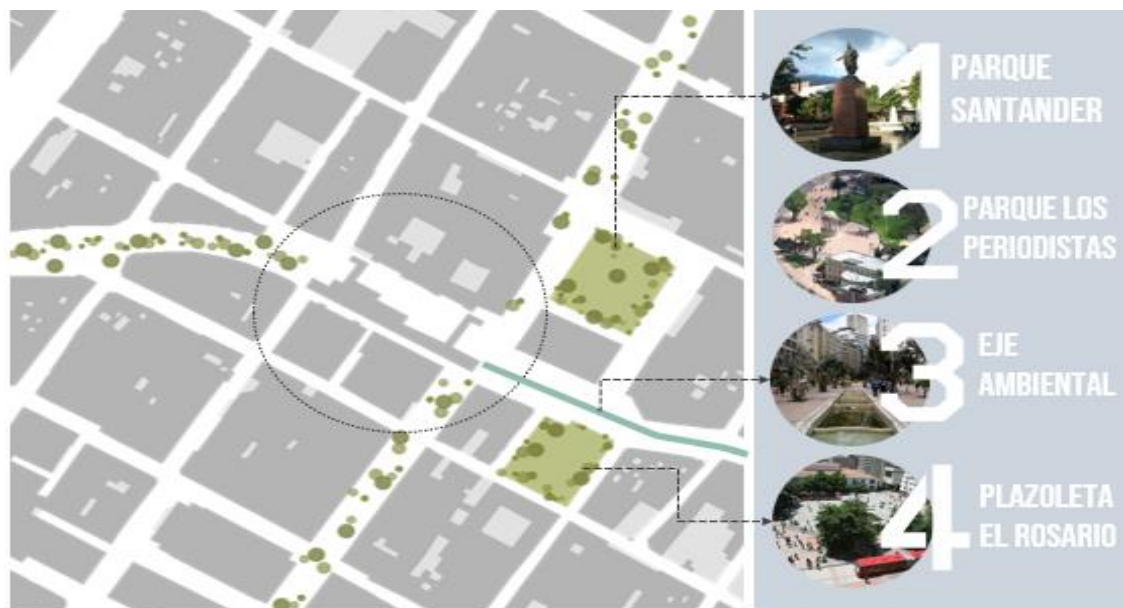 1
PARQUE
SANTANDER
2
PARQUE LOS
PERIODISTAS
3
EJE
AMBIENTAL
4
PLAZOLETA
EL ROSARIO